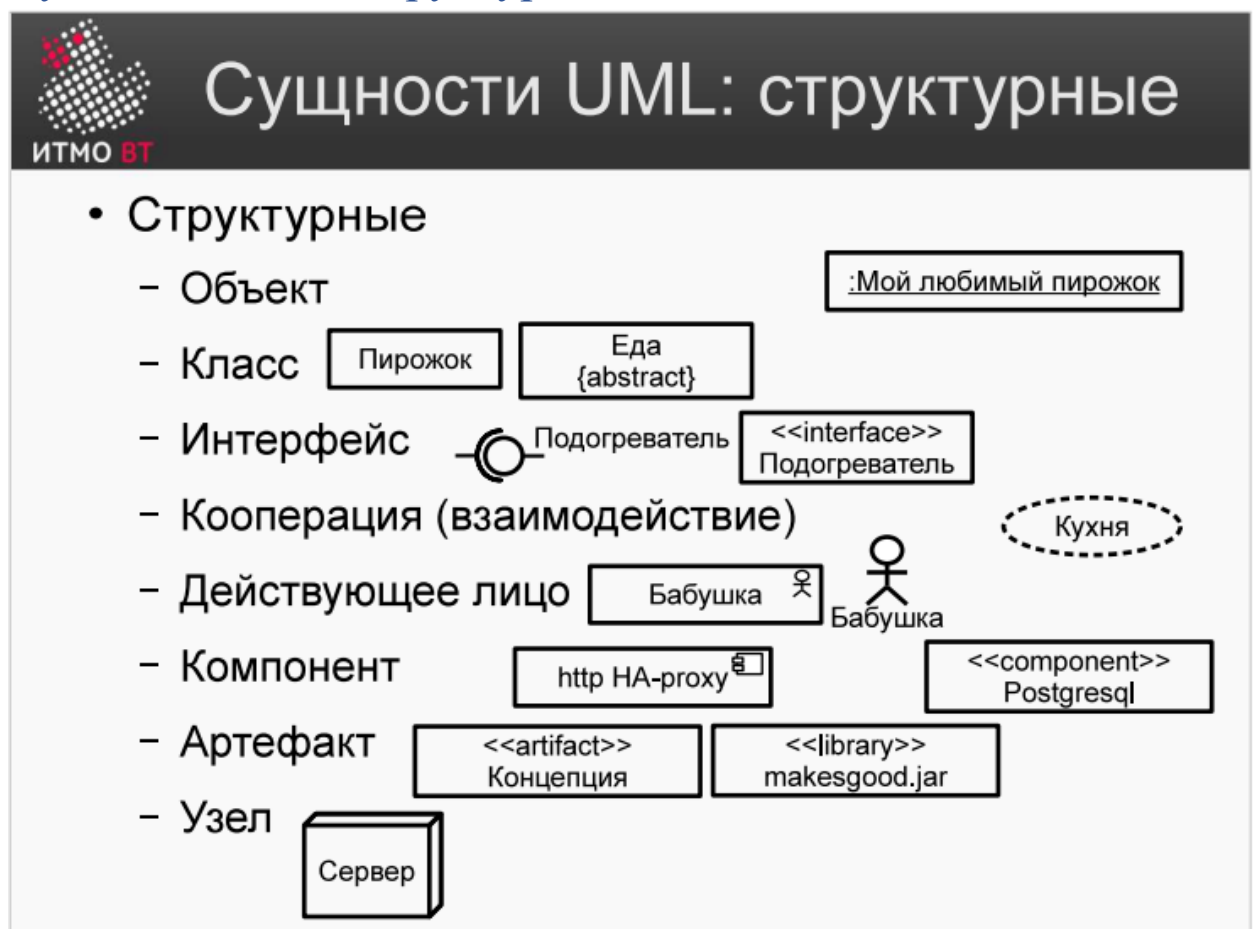 Сущности UML: структурные
ИТМО ВТ
• Структурные
– Объект
:Мой любимый пирожок
– Класс
Пирожок
Еда
{abstract}
– Интерфейс
Подогреватель
<<interface>>
Подогреватель
– Кооперация (взаимодействие)
Кухня
– Действующее лицо
Бабушка
Бабушка
– Компонент
http HA-proxy
<<component>>
Postgresql
– Артефакт
<<artifact>>
Концепция
<<library>>
makesgood.jar
– Узел
Сервер